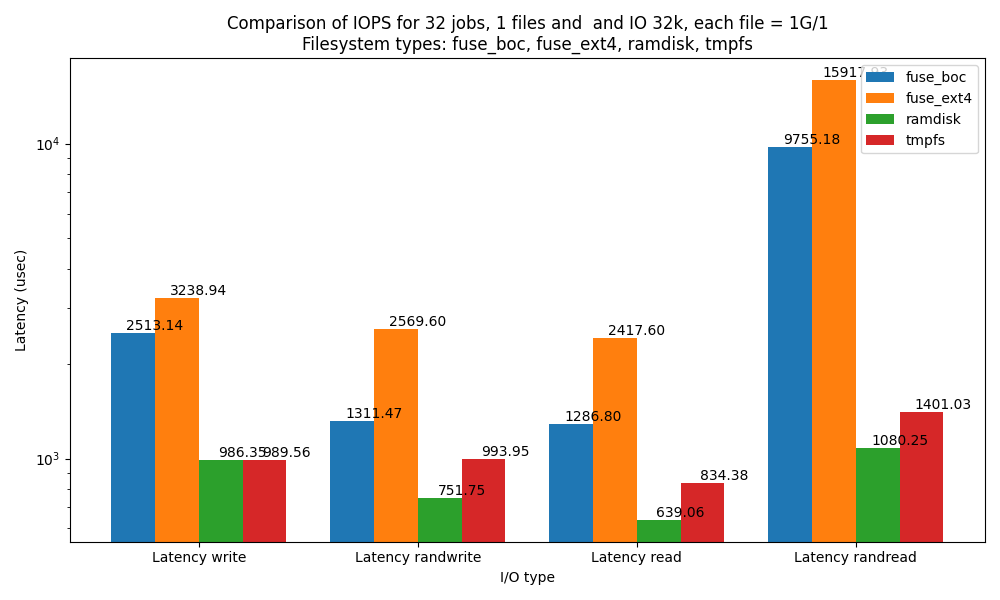 Comparison of IOPS for 32 jobs, 1 files and  and IO 32k, each file = 1G/1
Filesystem types: fuse_boc, fuse_ext4, ramdisk, tmpfs
Latency (usec)
10^4
10^3
fuse_boc
fuse_ext4
ramdisk
tmpfs
2513.14
3238.94
986.35
989.56
1311.47
2569.60
751.75
993.95
1286.80
2417.60
639.06
834.38
9755.18
15917.93
1080.25
1401.03
Latency write
Latency randwrite
Latency read
Latency randread
I/O type